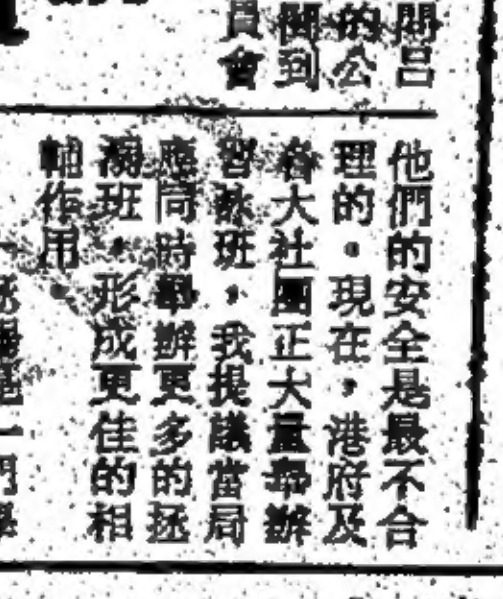 問呂
的公
到
員會
他們的安全是最不合
理的。現在，港府及
各大社團正大量舉辦
習泳班，我提議當局
應同時舉辦更多的拯
溺班，形成更佳的相
輔作用。